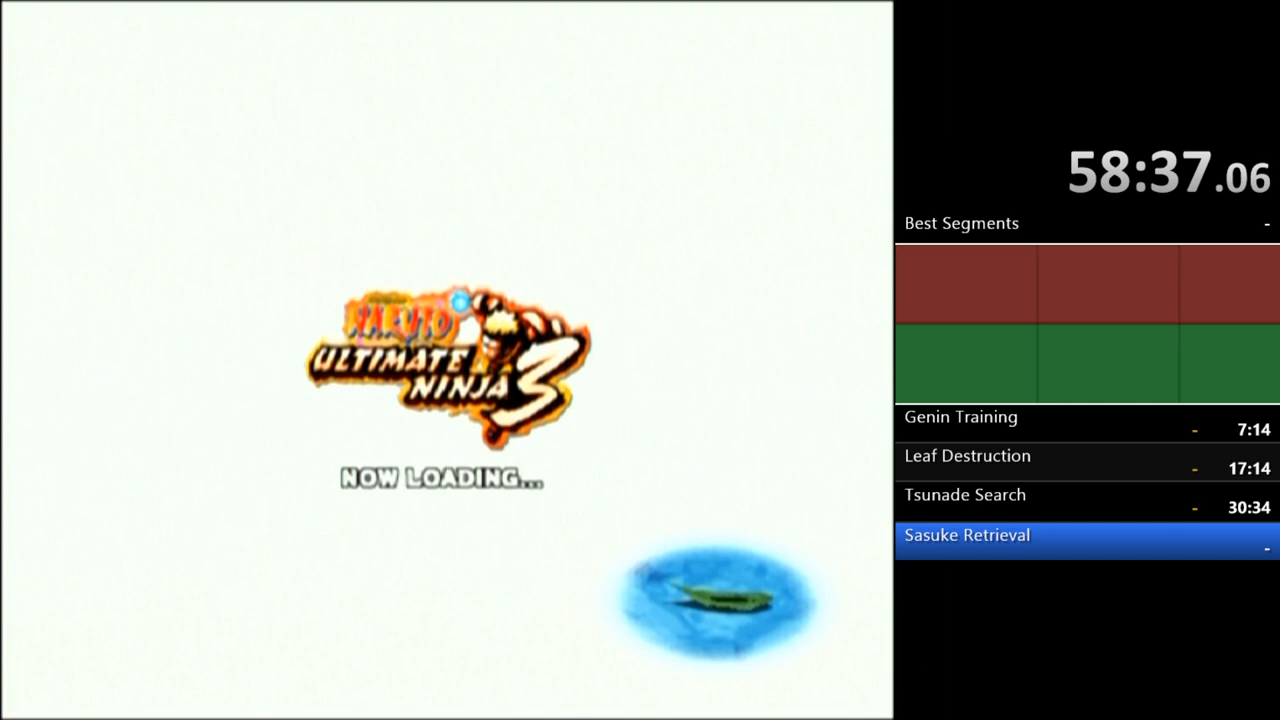 NARUTO
ULTIMATE
NINJA 3
NOW LOADING...
58:37.06
Best Segments -
Genin Training - 7:14
Leaf Destruction - 17:14
Tsunade Search - 30:34
Sasuke Retrieval -